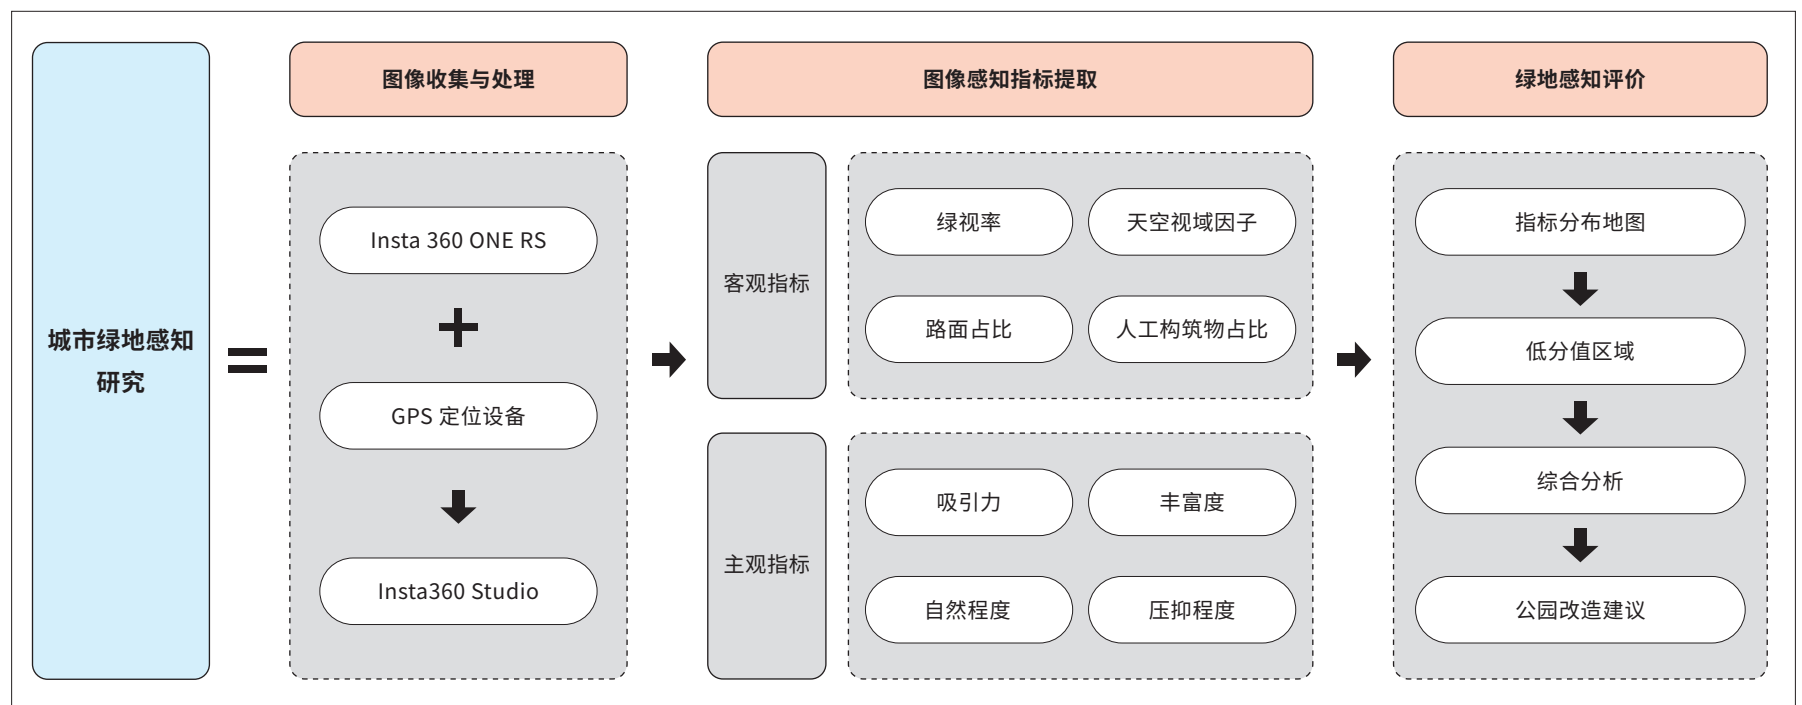 城市绿地感知
研究
图像收集与处理
Insta 360 ONE RS
GPS 定位设备
Insta360 Studio
图像感知指标提取
客观指标
绿视率
天空视域因子
路面占比
人工构筑物占比
主观指标
吸引力
丰富度
自然程度
压抑程度
绿地感知评价
指标分布地图
低分值区域
综合分析
公园改造建议